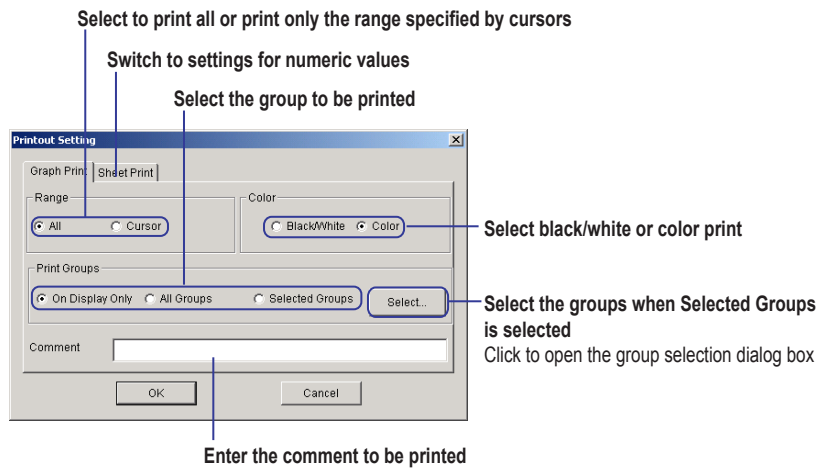 Select to print all or print only the range specified by cursors
Switch to settings for numeric values
Select the group to be printed
Printout Setting
Graph Print Sheet Print
Range
All Cursor
Color
Black/White Color
Select black/white or color print
Print Groups
On Display Only All Groups Selected Groups Select...
Select the groups when Selected Groups
is selected
Click to open the group selection dialog box
Comment
OK Cancel
Enter the comment to be printed